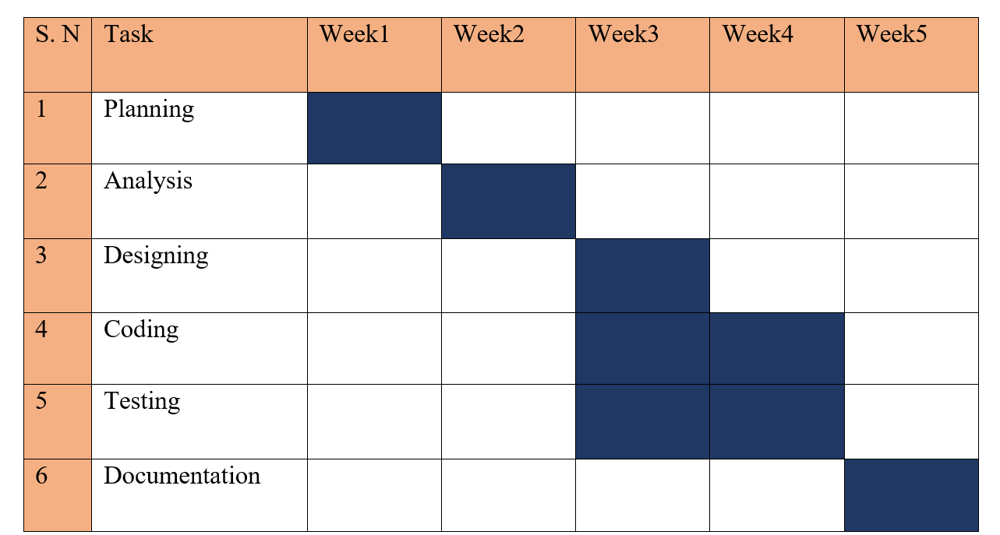 S. N Task Week1 Week2 Week3 Week4 Week5
1 Planning
2 Analysis
3 Designing
4 Coding
5 Testing
6 Documentation